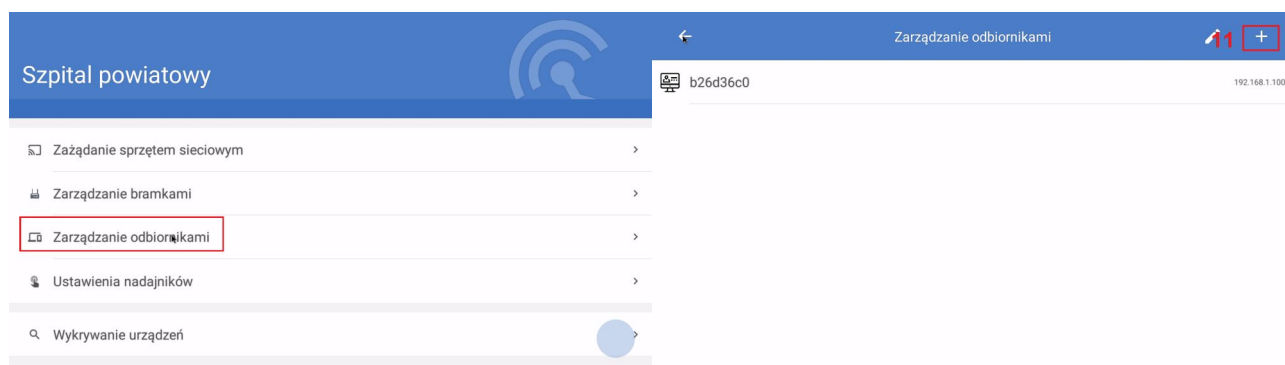 Szpital powiatowy
Zażądanie sprzętem sieciowym
Zarządzanie bramkami
Zarządzanie odbiornikami
Ustawienia nadajników
Wykrywanie urządzeń
Zarządzanie odbiornikami
11
b26d36c0
192.168.1.100